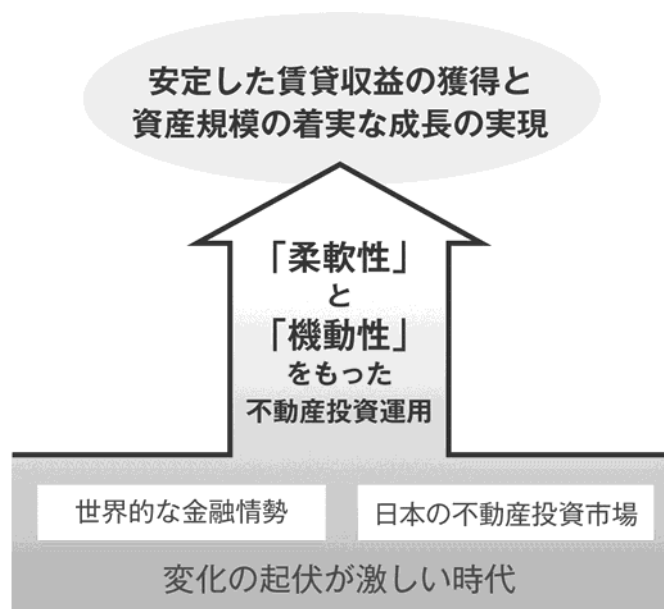 安定した賃貸収益の獲得と
資産規模の着実な成長の実現
「柔軟性」
と
「機動性」
をもった
不動産投資運用
世界的な金融情勢
日本の不動産投資市場
変化の起伏が激しい時代